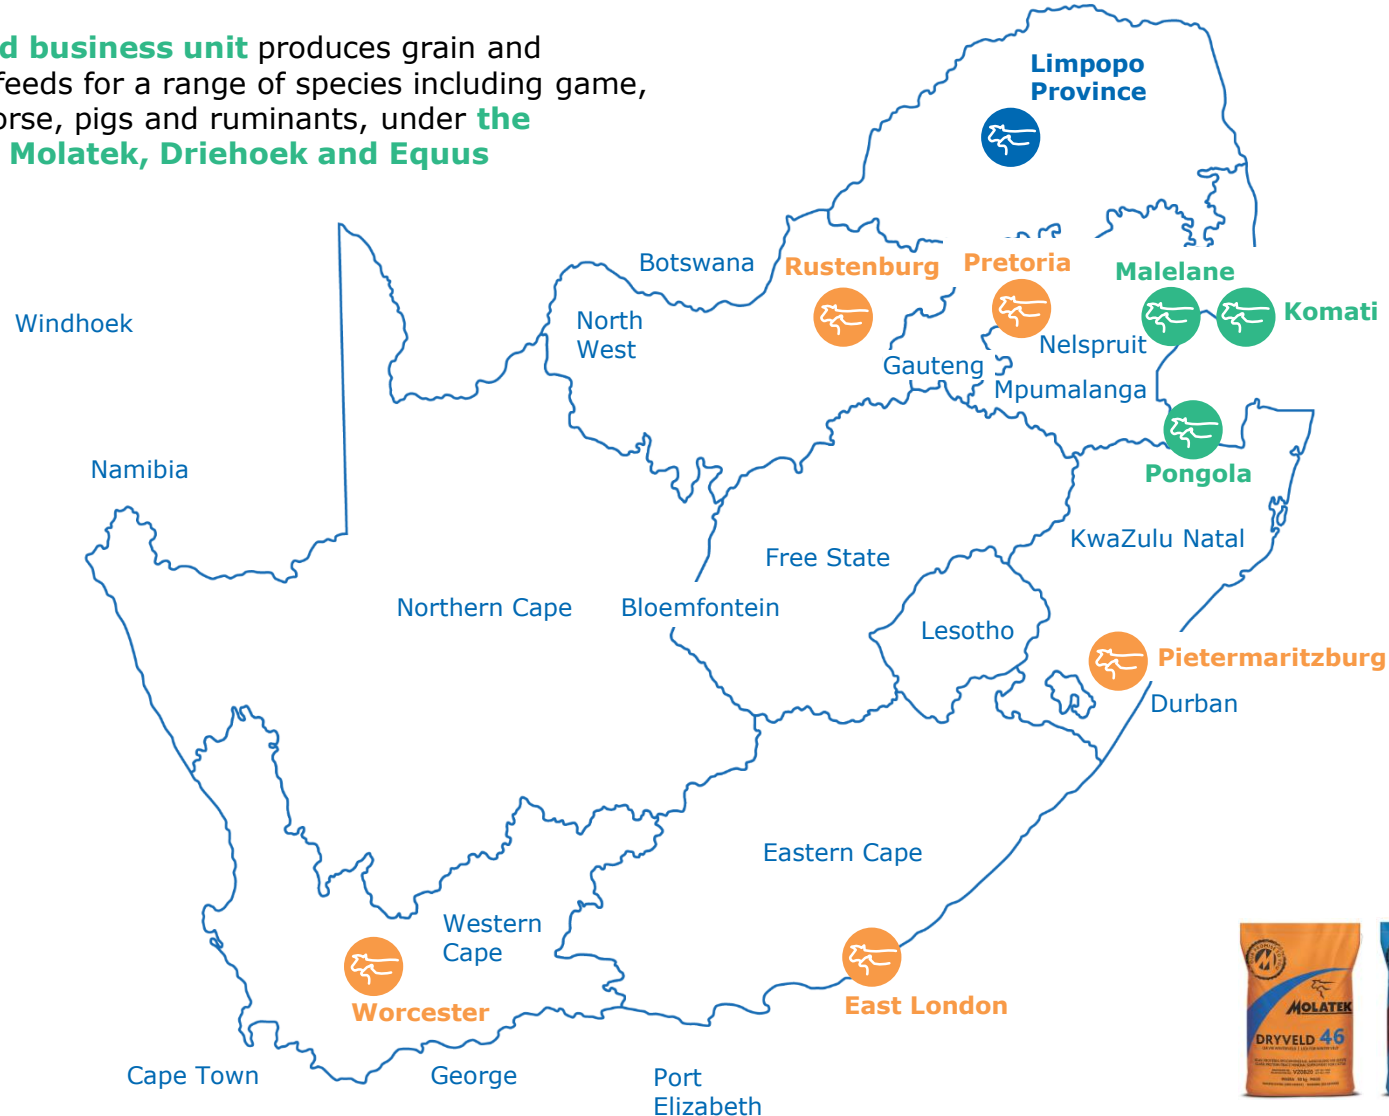 d business unit produces grain and
feeds for a range of species including game,
orse, pigs and ruminants, under the
Molatek, Driehoek and Equus
Limpopo
Province
Botswana
Rustenburg
Pretoria
Malelane
Komati
Windhoek
North
West
Nelspruit
Gauteng
Mpumalanga
Namibia
Pongola
KwaZulu Natal
Free State
Northern Cape
Bloemfontein
Lesotho
Pietermaritzburg
Durban
Eastern Cape
Western
Cape
Worcester
East London
Cape Town
George
Port
Elizabeth
MOLATEK
DRYVELD 46